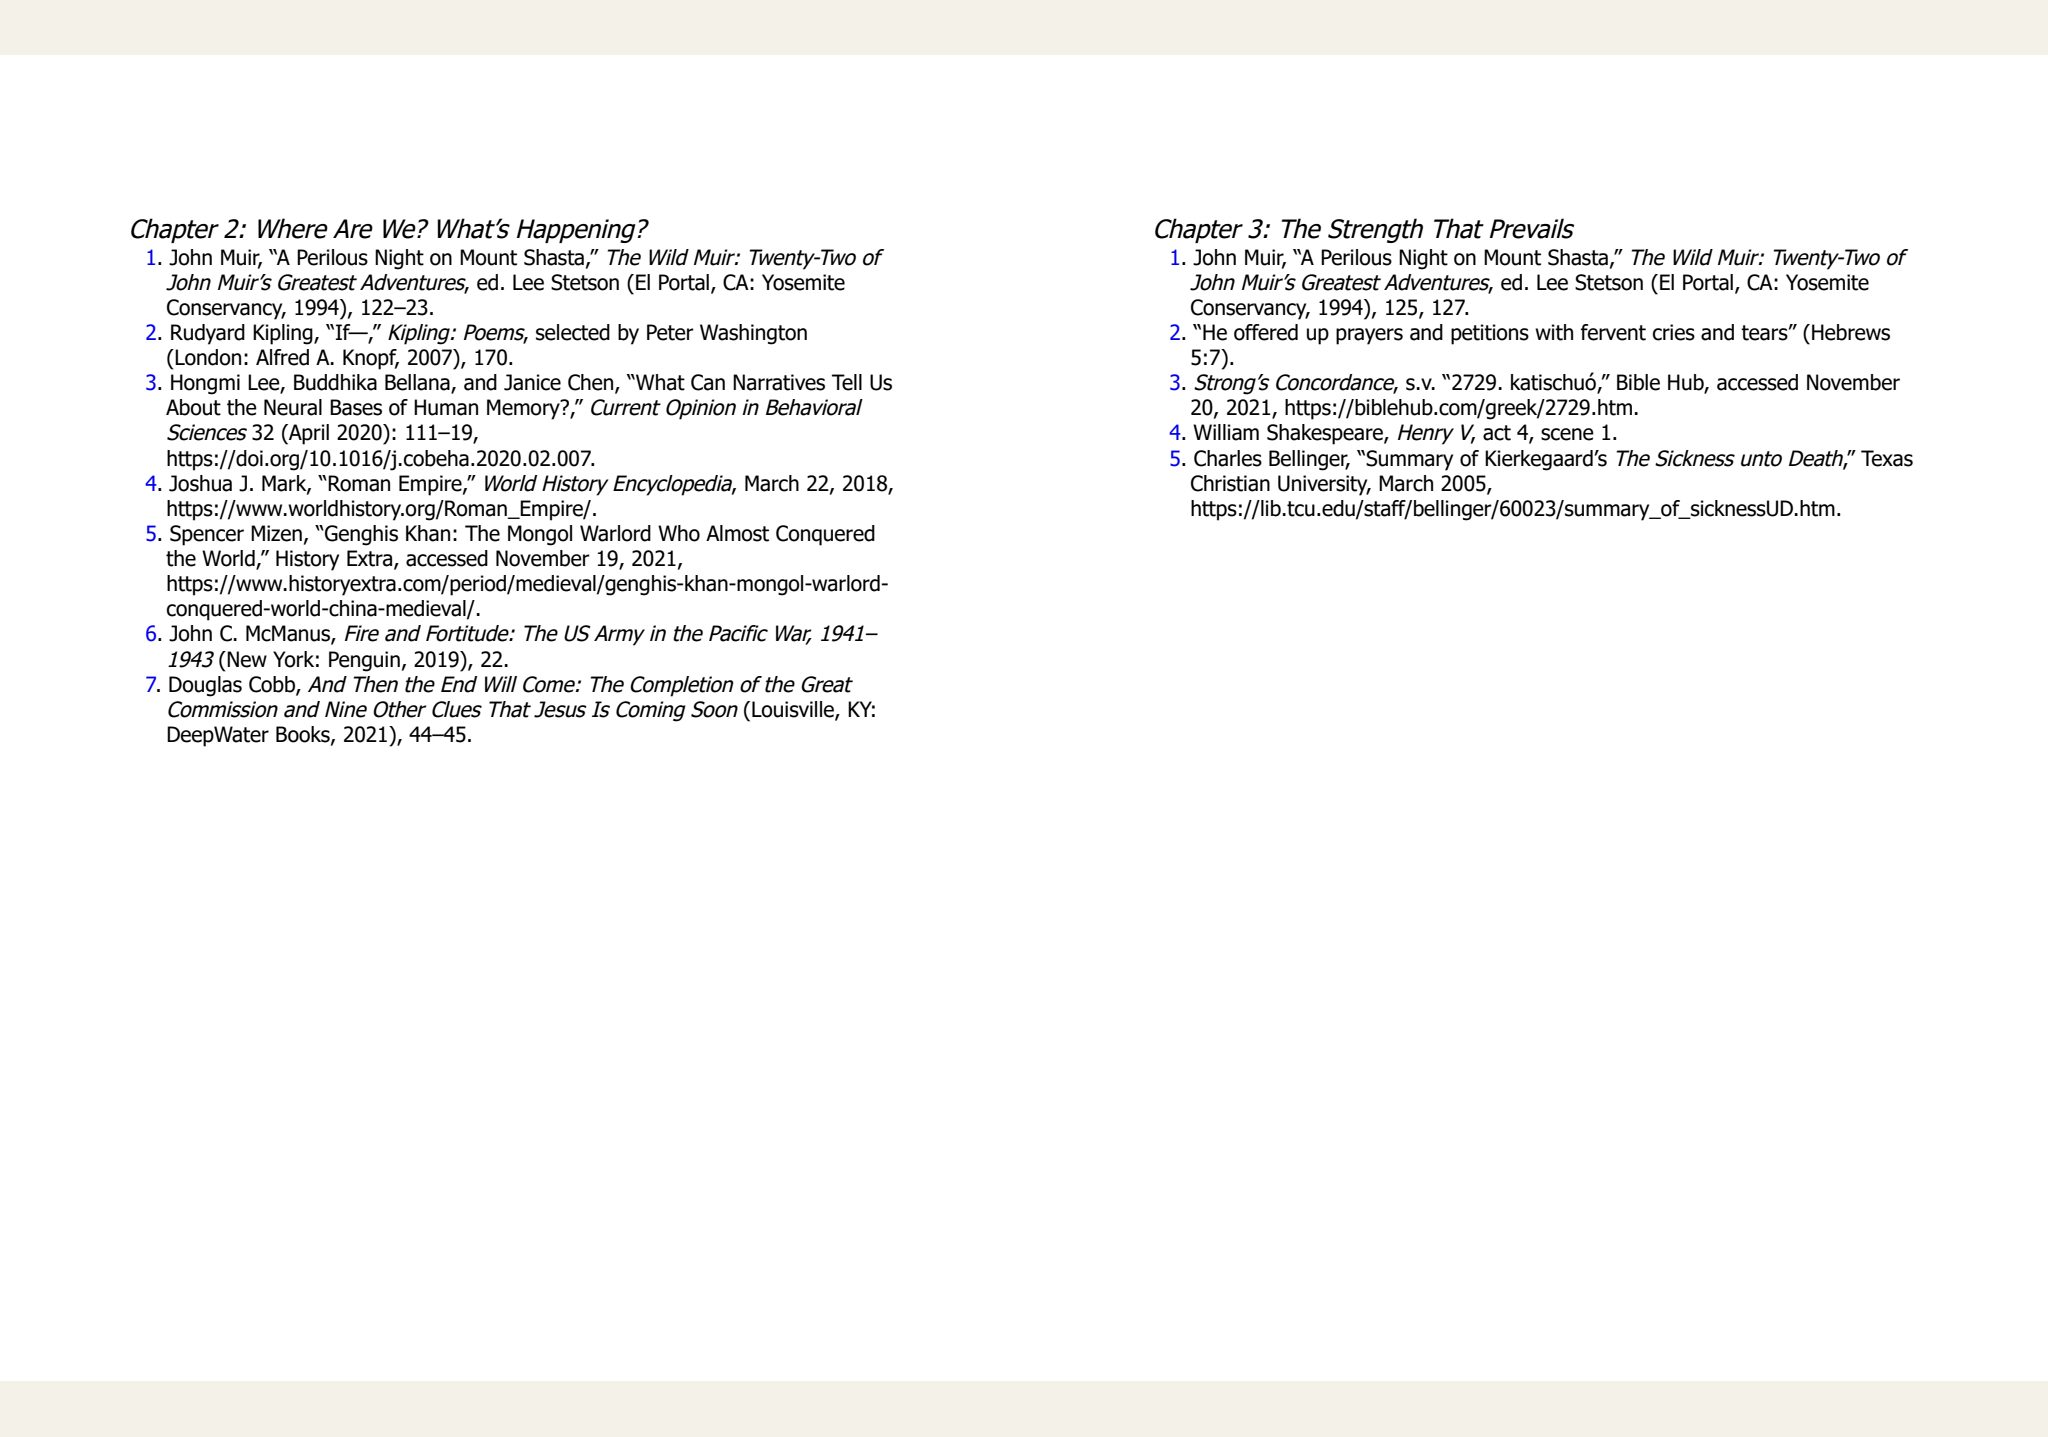 Chapter 2: Where Are We? What’s Happening?
1. John Muir, “A Perilous Night on Mount Shasta,” The Wild Muir: Twenty-Two of
John Muir’s Greatest Adventures, ed. Lee Stetson (El Portal, CA: Yosemite
Conservancy, 1994), 122–23.
2. Rudyard Kipling, “If—,” Kipling: Poems, selected by Peter Washington
(London: Alfred A. Knopf, 2007), 170.
3. Hongmi Lee, Buddhika Bellana, and Janice Chen, “What Can Narratives Tell Us
About the Neural Bases of Human Memory?,” Current Opinion in Behavioral
Sciences 32 (April 2020): 111–19,
https://doi.org/10.1016/j.cobeha.2020.02.007.
4. Joshua J. Mark, “Roman Empire,” World History Encyclopedia, March 22, 2018,
https://www.worldhistory.org/Roman_Empire/.
5. Spencer Mizen, “Genghis Khan: The Mongol Warlord Who Almost Conquered
the World,” History Extra, accessed November 19, 2021,
https://www.historyextra.com/period/medieval/genghis-khan-mongol-warlord-
conquered-world-china-medieval/.
6. John C. McManus, Fire and Fortitude: The US Army in the Pacific War, 1941–
1943 (New York: Penguin, 2019), 22.
7. Douglas Cobb, And Then the End Will Come: The Completion of the Great
Commission and Nine Other Clues That Jesus Is Coming Soon (Louisville, KY:
DeepWater Books, 2021), 44–45.
Chapter 3: The Strength That Prevails
1. John Muir, “A Perilous Night on Mount Shasta,” The Wild Muir: Twenty-Two of
John Muir’s Greatest Adventures, ed. Lee Stetson (El Portal, CA: Yosemite
Conservancy, 1994), 125, 127.
2. “He offered up prayers and petitions with fervent cries and tears” (Hebrews
5:7).
3. Strong’s Concordance, s.v. “2729. katischuó,” Bible Hub, accessed November
20, 2021, https://biblehub.com/greek/2729.htm.
4. William Shakespeare, Henry V, act 4, scene 1.
5. Charles Bellinger, “Summary of Kierkegaard’s The Sickness unto Death,” Texas
Christian University, March 2005,
https://lib.tcu.edu/staff/bellinger/60023/summary_of_sicknessUD.htm.